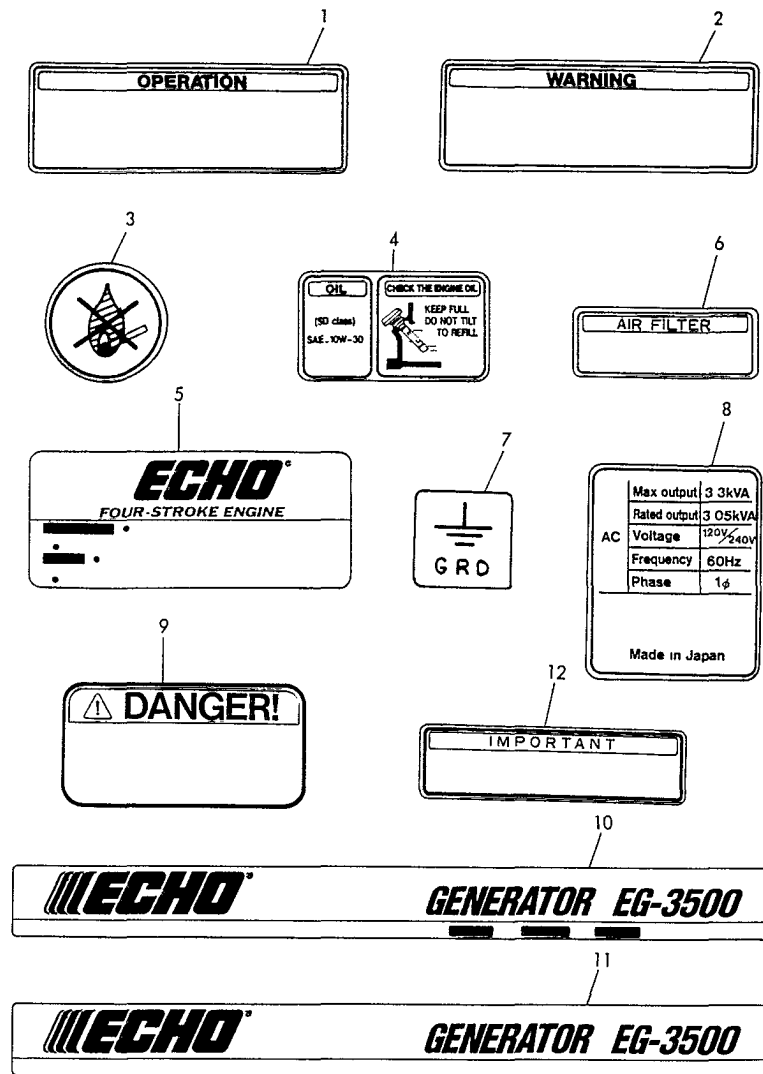 1
2
OPERATION
WARNING
3
4
6
OIL
(SD class)
SAE-10W-30
CHECK THE ENGINE OIL
KEEP FULL
DO NOT TILT
TO REFILL
AIR FILTER
5
7
8
ECHO
FOUR-STROKE ENGINE
GRD
AC
Max output 3 3kVA
Rated output 3 05kVA
Voltage 120V/240V
Frequency 60Hz
Phase 1φ
Made in Japan
9
⚠ DANGER!
12
IMPORTANT
10
ECHO GENERATOR EG-3500
11
ECHO GENERATOR EG-3500